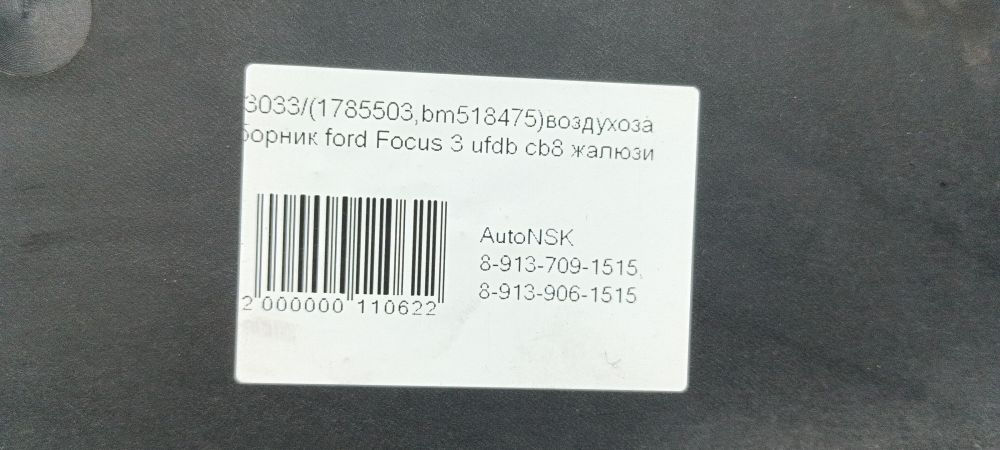 3033/(1785503,bm518475)воздухоза
борник ford Focus 3 ufdb cb8 жалюзи
AutoNSK
8-913-709-1515,
8-913-906-1515
2 000000 110622